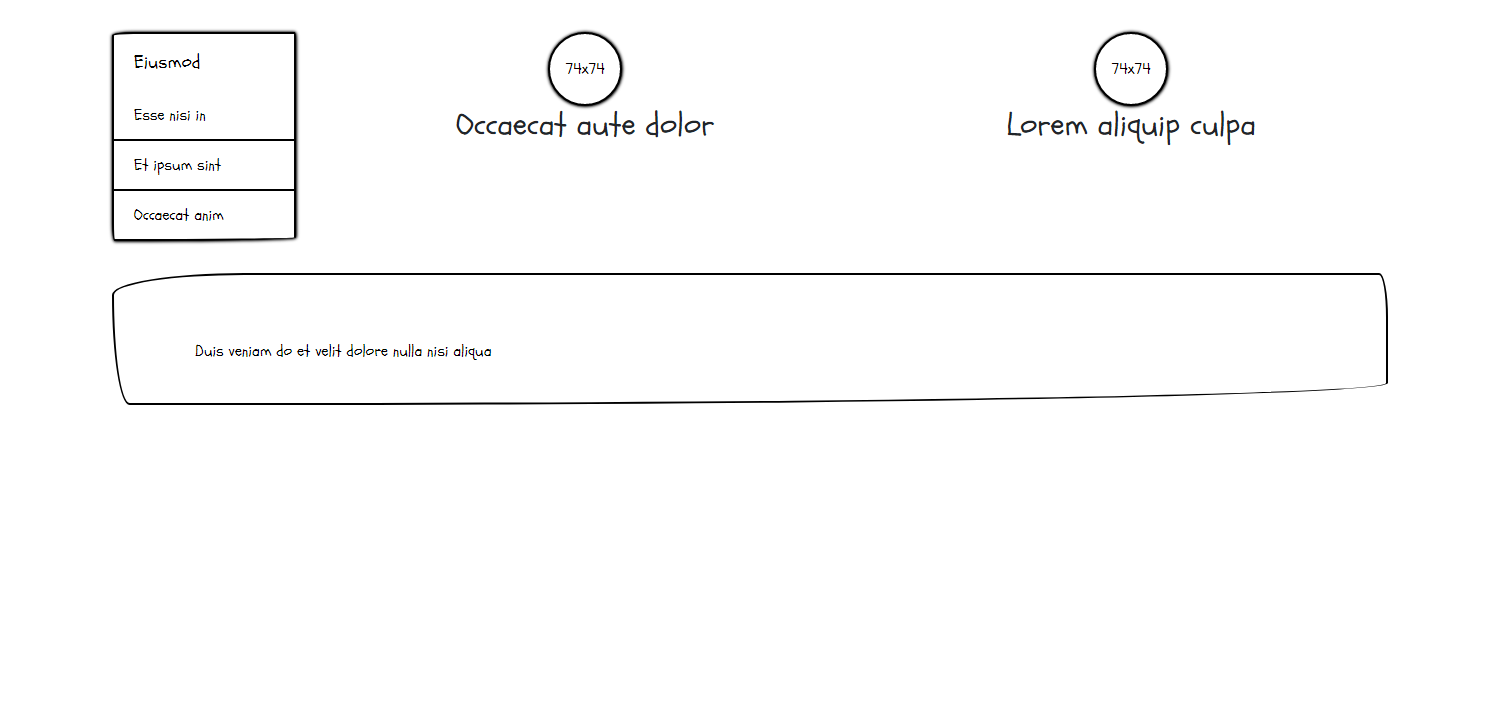 Eiusmod
Esse nisi in
Et ipsum sint
Occaecat anim
74x74
Occaecat aute dolor
74x74
Lorem aliquip culpa
Duis veniam do et velit dolore nulla nisi aliqua